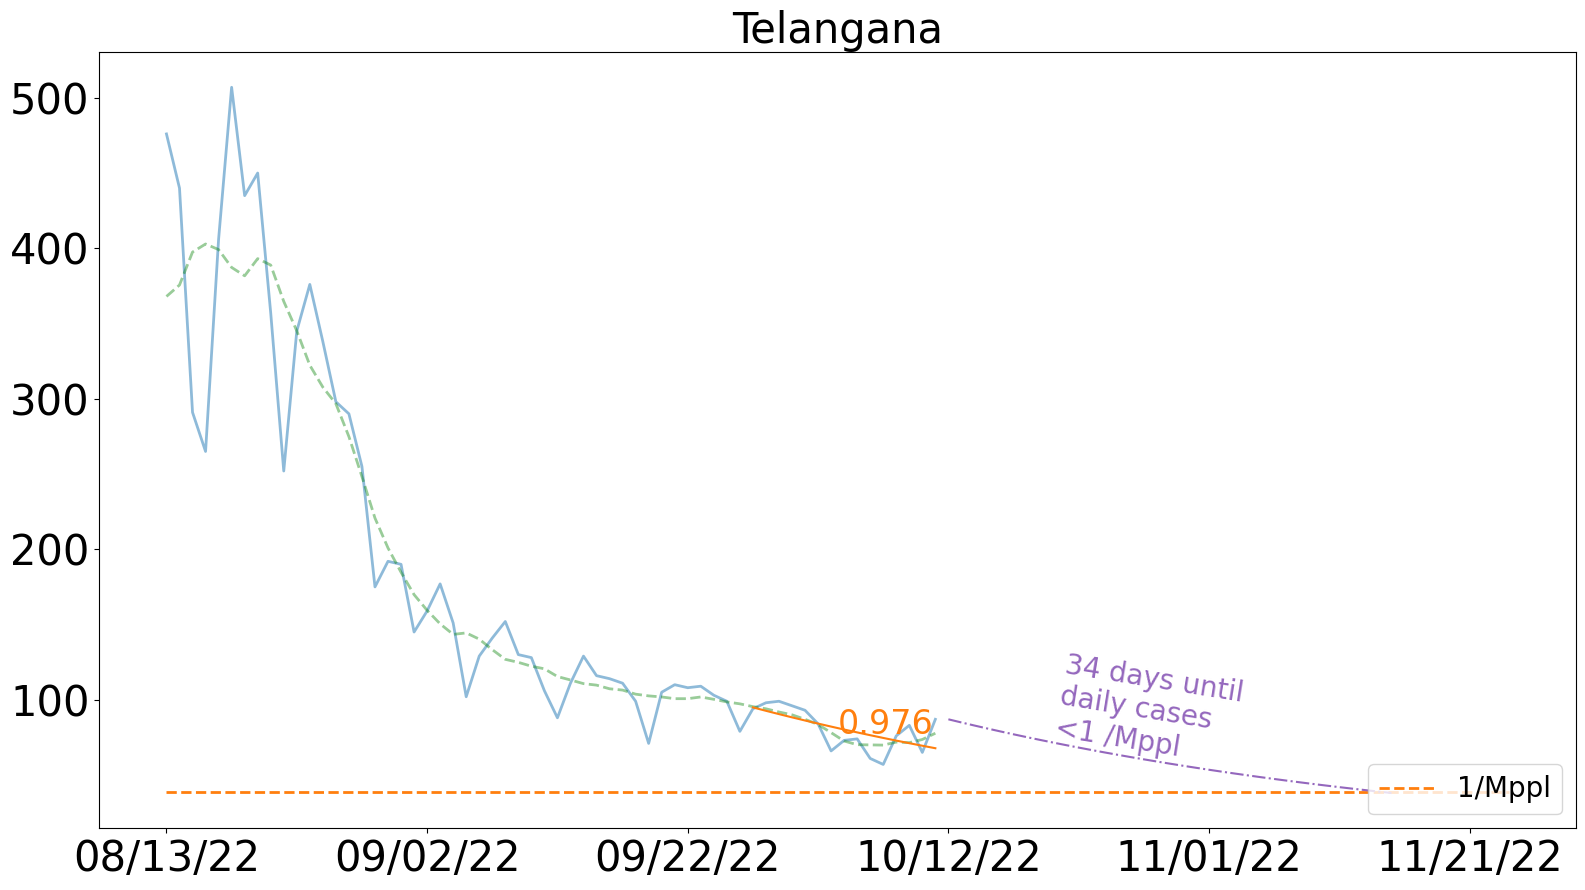 Telangana
500
400
300
200
100
0.976
34 days until
daily cases
<1 /Mppl
1/Mppl
08/13/22
09/02/22
09/22/22
10/12/22
11/01/22
11/21/22